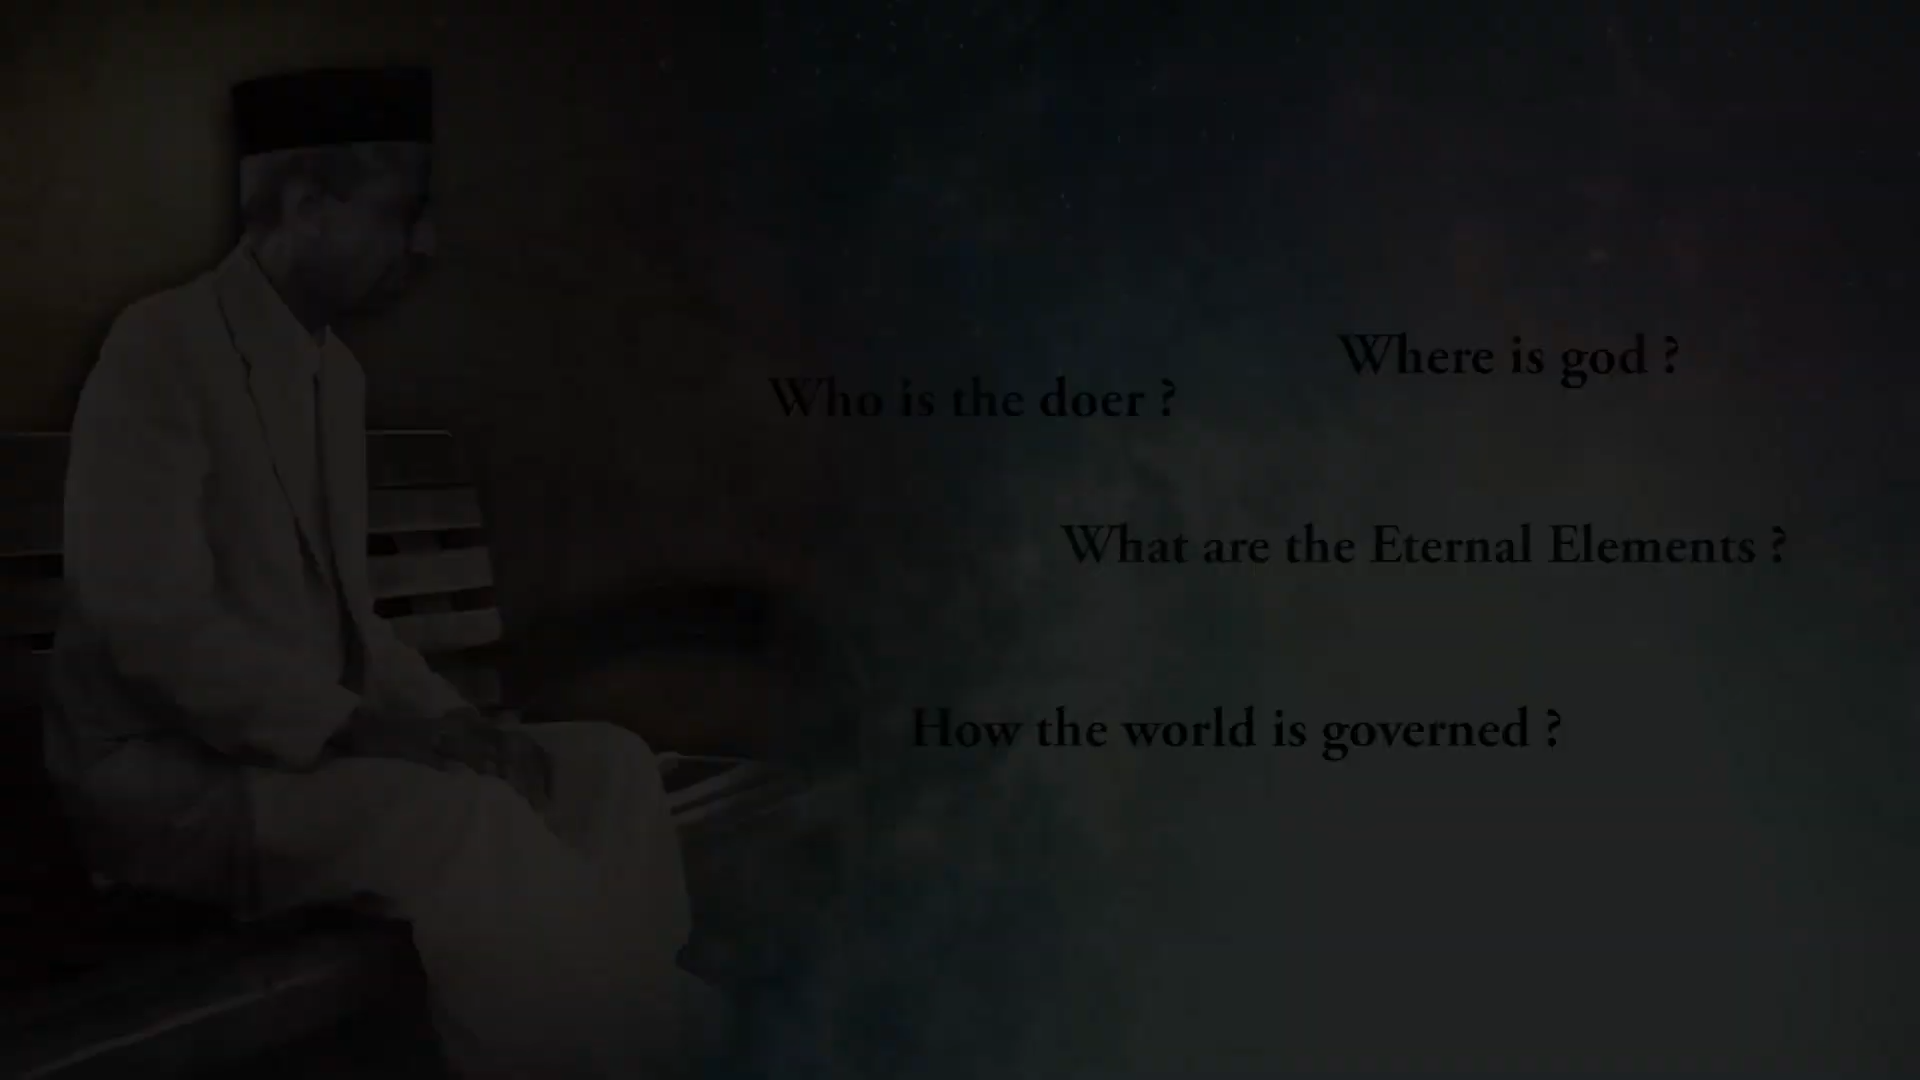 Where is god ?
Who is the doer ?
What are the Eternal Elements ?
How the world is governed ?